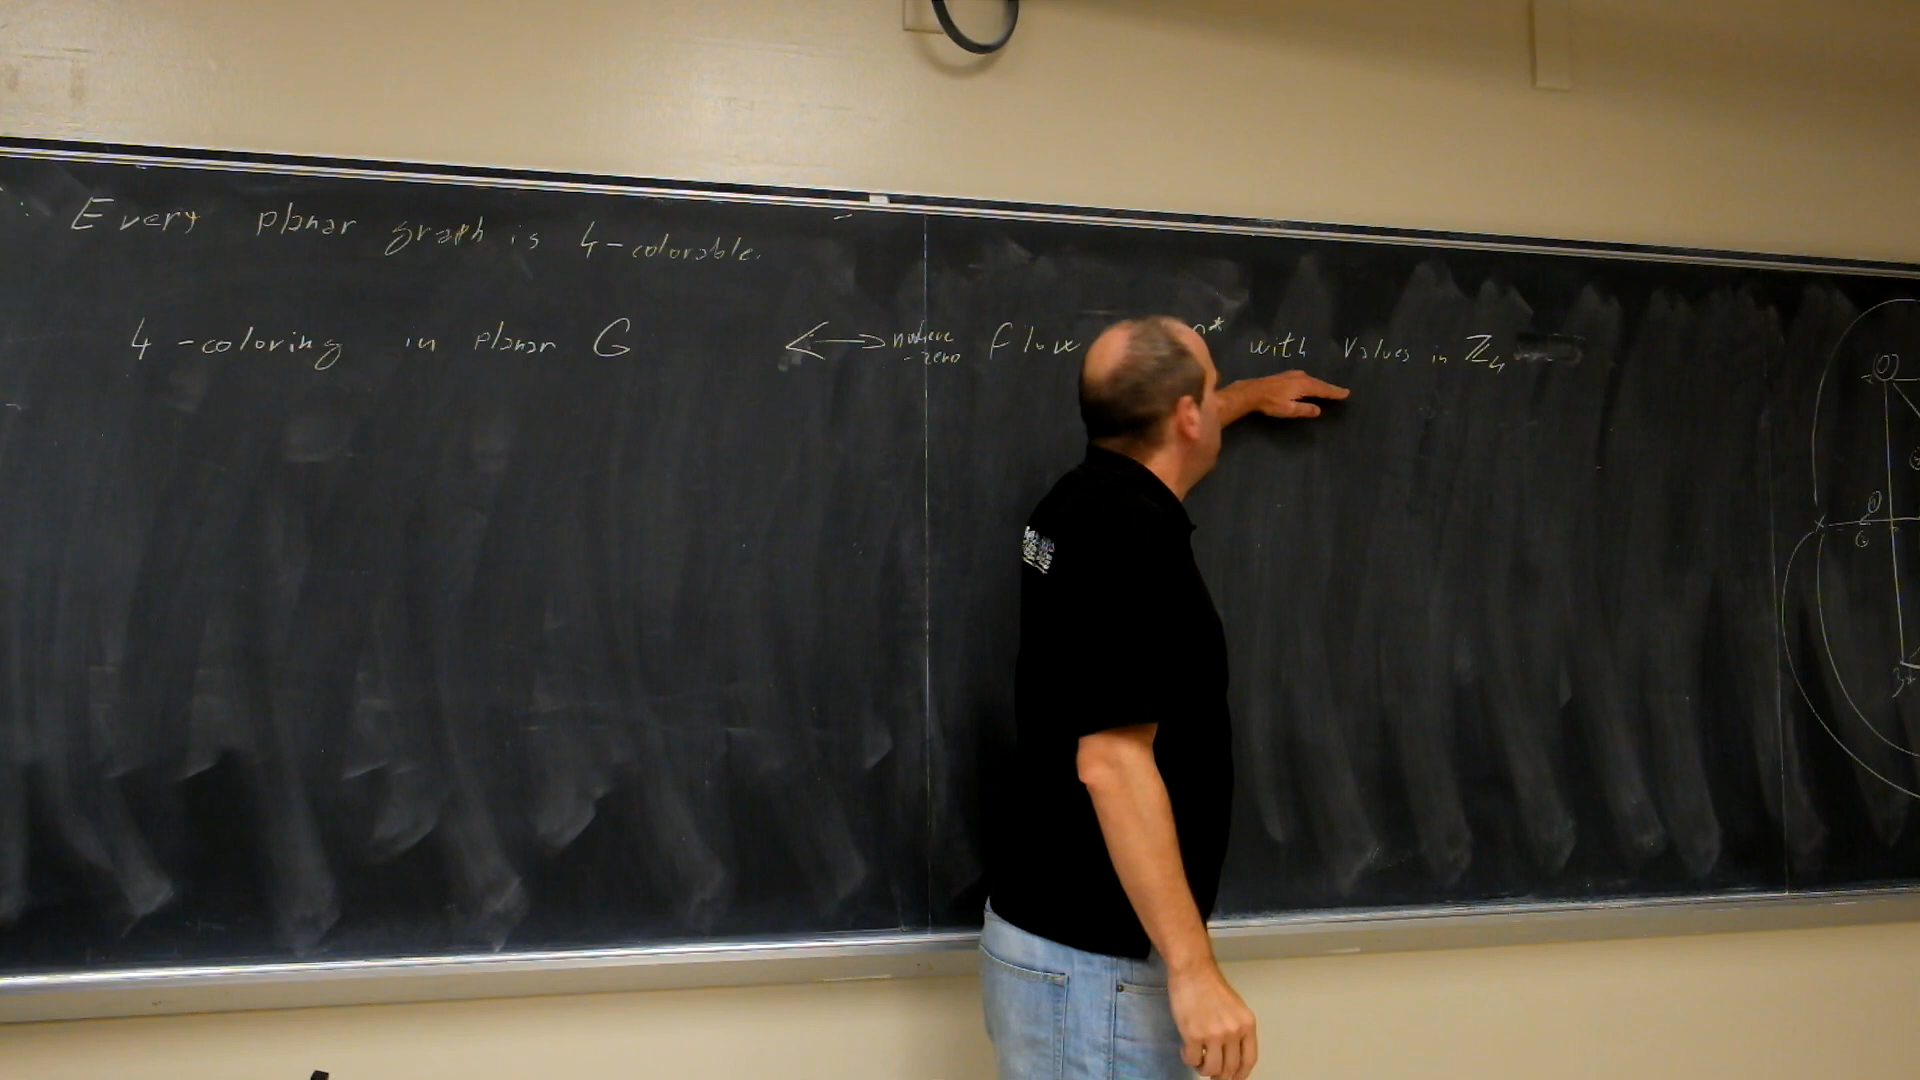 Every planar graph is 4-colorable.
4-coloring in planar G ⟷ nowhere-zero flow * with values in ℤ₄